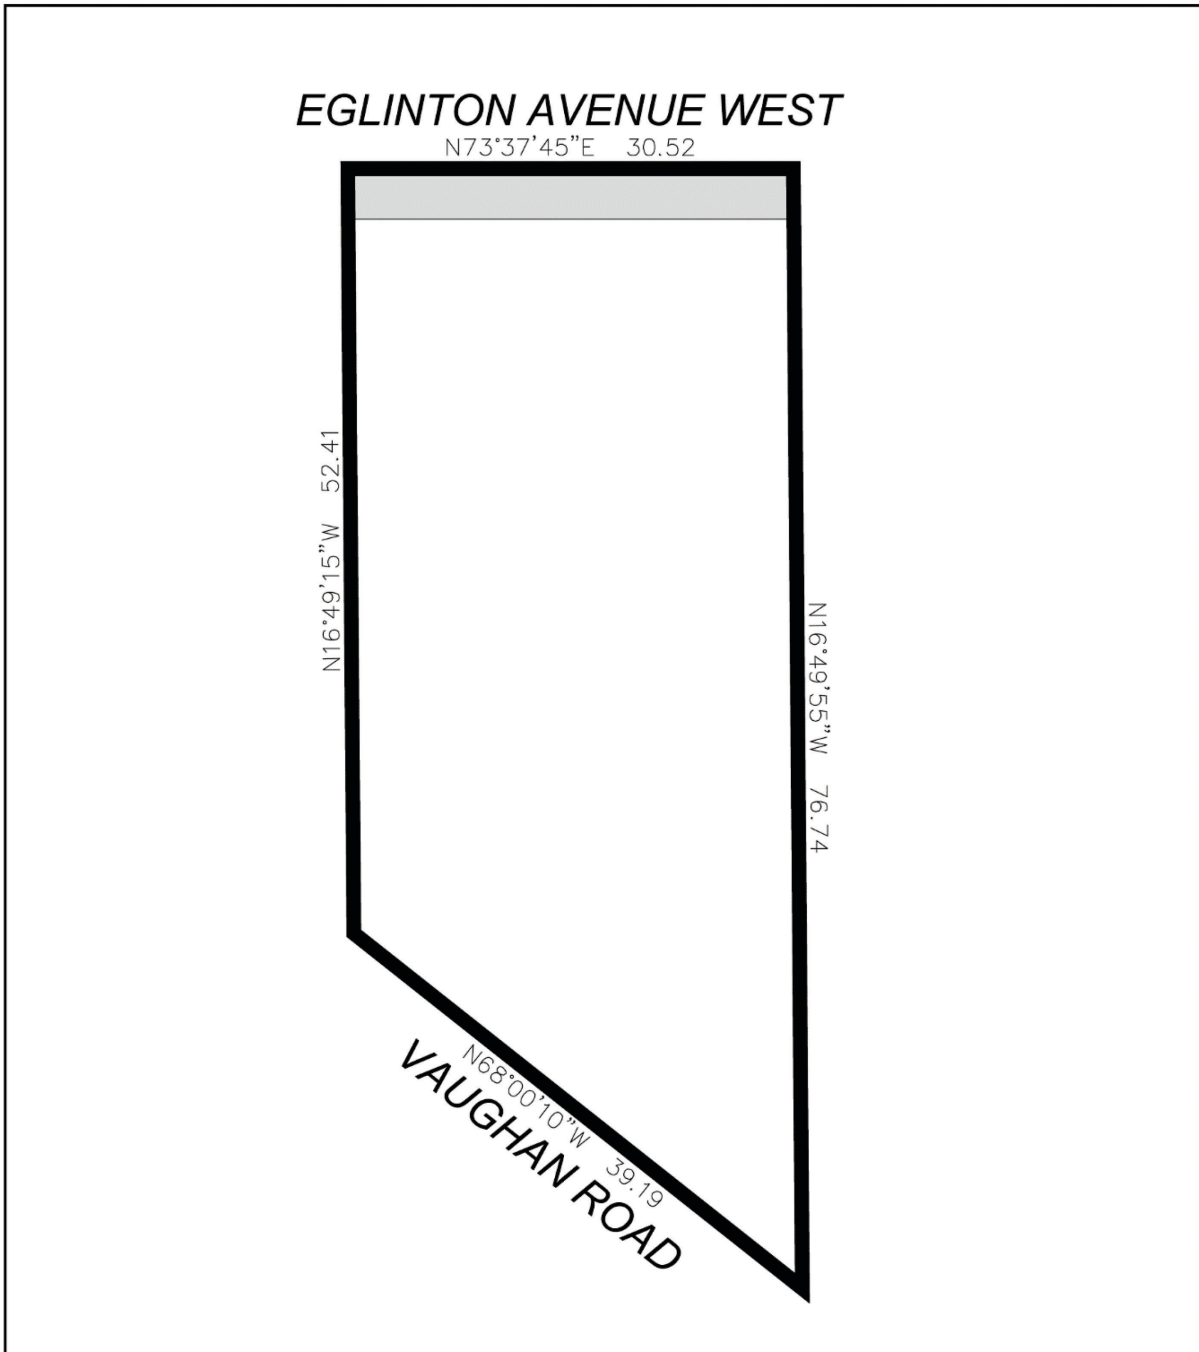 EGLINTON AVENUE WEST
N73°37'45"E 30.52
N16°49'15"W 52.41
N16°49'55"W 76.74
N68°00'10"W 39.19
VAUGHAN ROAD